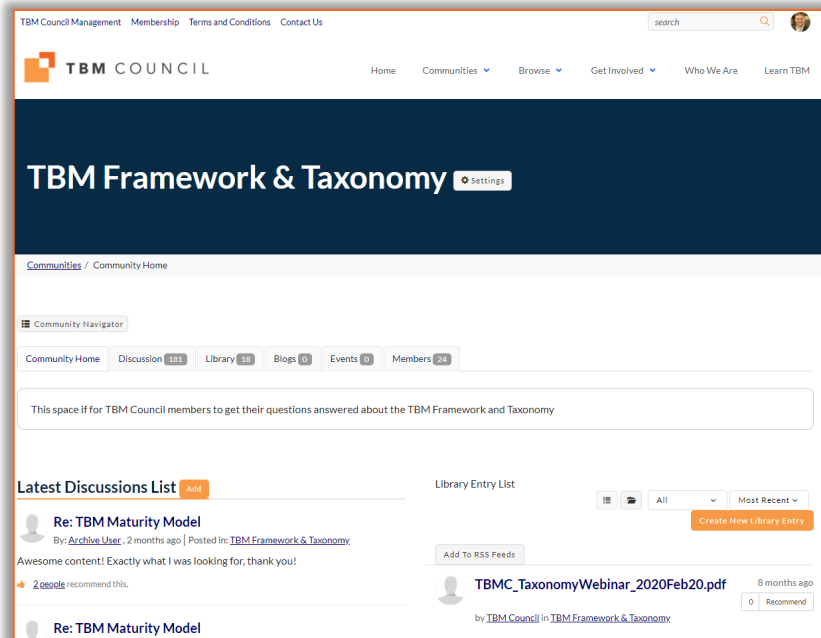 TBM Council Management Membership Terms and Conditions Contact Us
search
TBM COUNCIL
Home Communities Browse Get Involved Who We Are Learn TBM
TBM Framework & Taxonomy Settings
Communities / Community Home
Community Navigator
Community Home Discussion 181 Library 18 Blogs 0 Events 0 Members 24
This space if for TBM Council members to get their questions answered about the TBM Framework and Taxonomy
Latest Discussions List Add
Re: TBM Maturity Model
By: Archive User , 2 months ago | Posted in: TBM Framework & Taxonomy
Awesome content! Exactly what I was looking for, thank you!
2 people recommend this.
Re: TBM Maturity Model
Library Entry List
All Most Recent
Create New Library Entry
Add To RSS Feeds
TBMC_TaxonomyWebinar_2020Feb20.pdf 8 months ago
0 Recommend
by TBM Council in TBM Framework & Taxonomy